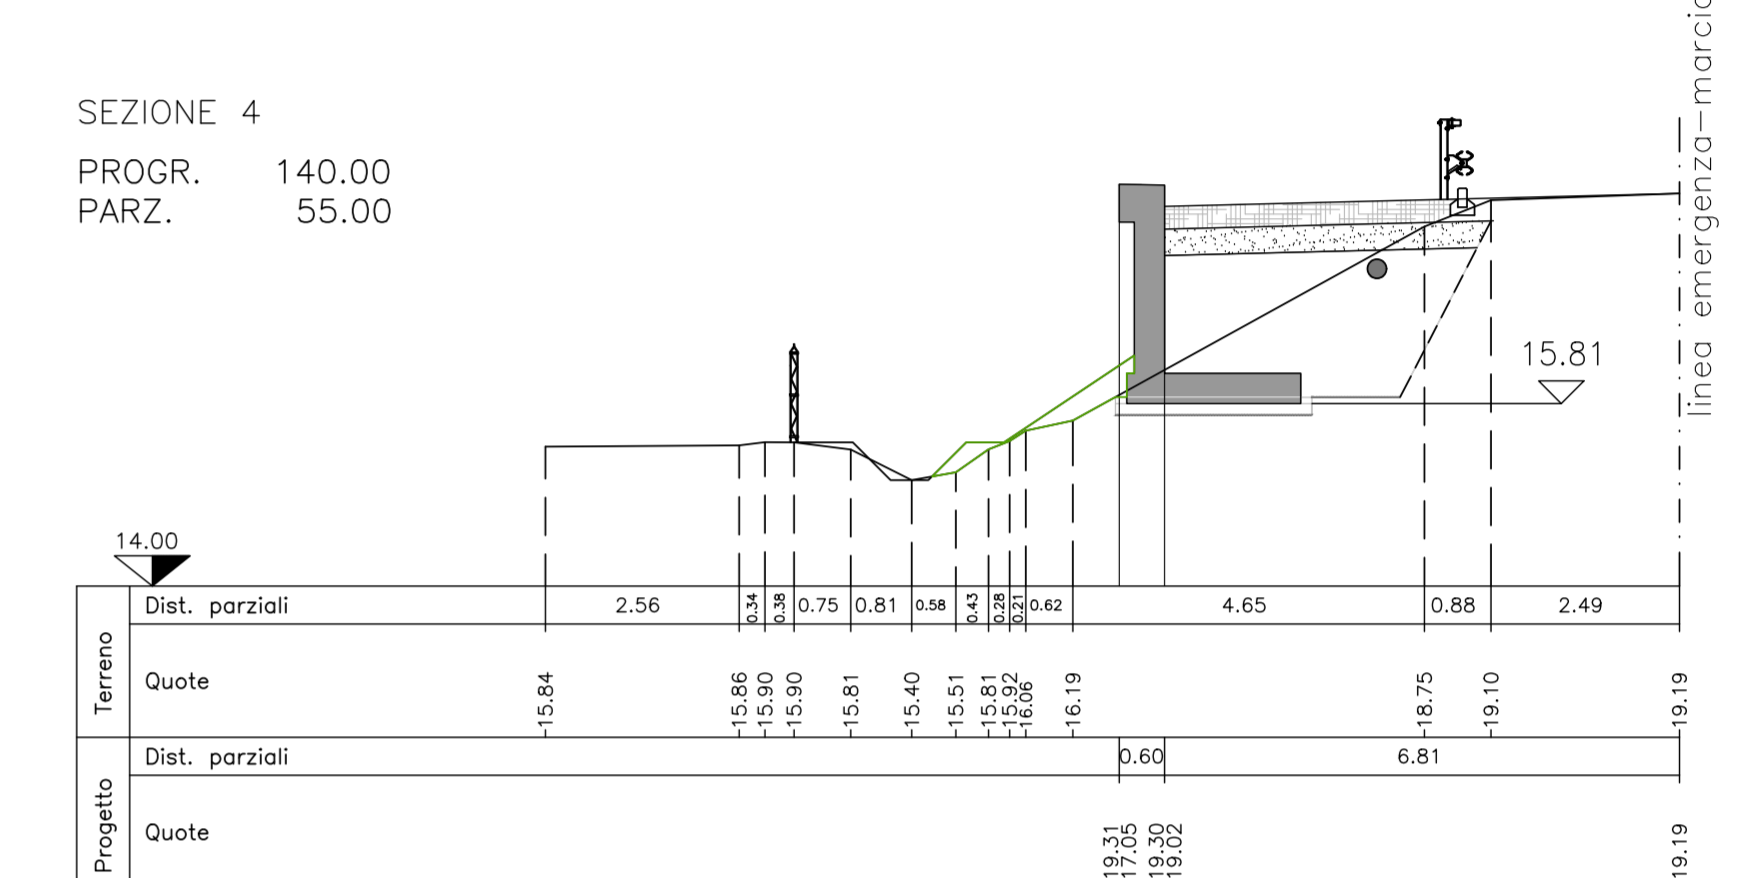 SEZIONE 4
PROGR. 140.00
PARZ. 55.00
linea emergenza-marcia
15.81
14.00
Terreno
Dist. parziali
2.56 0.34 0.38 0.75 0.81 0.58 0.43 0.28 0.21 0.62 4.65 0.88 2.49
Quote
15.84 15.86 15.90 15.90 15.81 15.40 15.51 15.81 15.92 16.06 16.19 18.75 19.10 19.19
Progetto
Dist. parziali
0.60 6.81
Quote
19.31 17.05 19.30 19.02 19.19